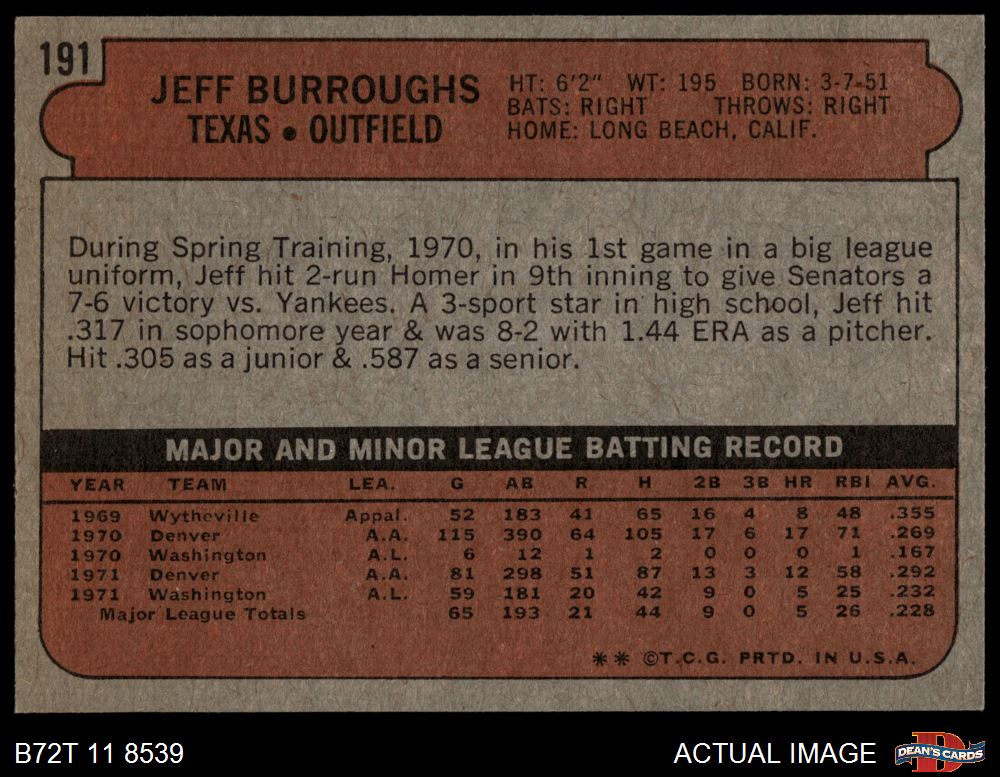 191
JEFF BURROUGHS
TEXAS • OUTFIELD
HT: 6'2" WT: 195 BORN: 3-7-51
BATS: RIGHT THROWS: RIGHT
HOME: LONG BEACH, CALIF.
During Spring Training, 1970, in his 1st game in a big league
uniform, Jeff hit 2-run Homer in 9th inning to give Senators a
7-6 victory vs. Yankees. A 3-sport star in high school, Jeff hit
.317 in sophomore year & was 8-2 with 1.44 ERA as a pitcher.
Hit .305 as a junior & .587 as a senior.
MAJOR AND MINOR LEAGUE BATTING RECORD
YEAR TEAM LEA. G AB R H 2B 3B HR RBI AVG.
1969 Wytheville Appal. 52 183 41 65 16 4 8 48 .355
1970 Denver A.A. 115 390 64 105 17 6 17 71 .269
1970 Washington A.L. 6 12 1 2 0 0 0 1 .167
1971 Denver A.A. 81 298 51 87 13 3 12 58 .292
1971 Washington A.L. 59 181 20 42 9 0 5 25 .232
Major League Totals 65 193 21 44 9 0 5 26 .228
** ©T.C.G. PRTD. IN U.S.A.
B72T 11 8539
ACTUAL IMAGE
D
DEAN'S CARDS